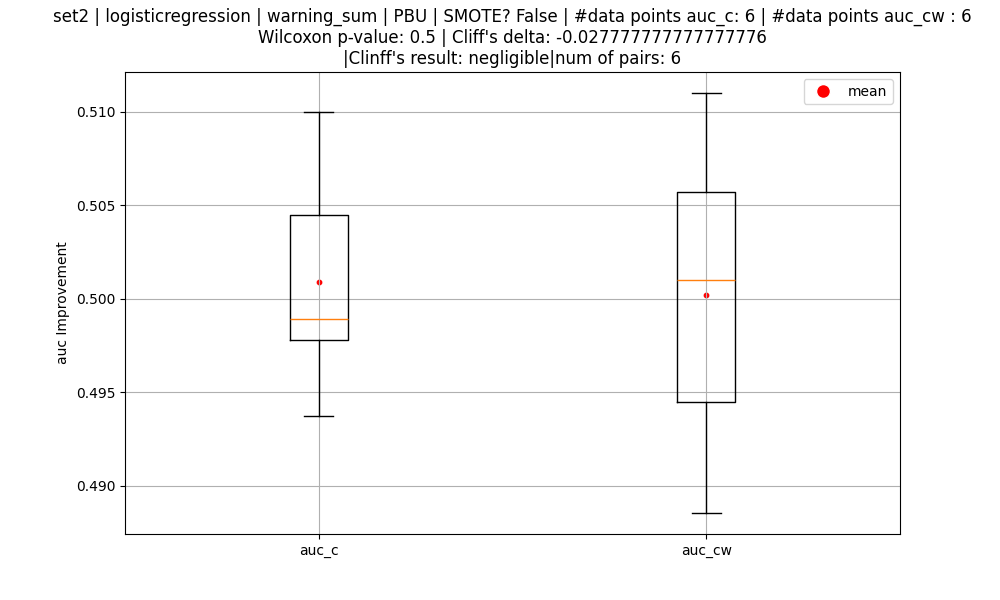 set2 | logisticregression | warning_sum | PBU | SMOTE? False | #data points auc_c: 6 | #data points auc_cw : 6
Wilcoxon p-value: 0.5 | Cliff's delta: -0.027777777777777776
|Clinff's result: negligible|num of pairs: 6
mean
0.510
0.505
0.500
0.495
0.490
auc Improvement
auc_c
auc_cw